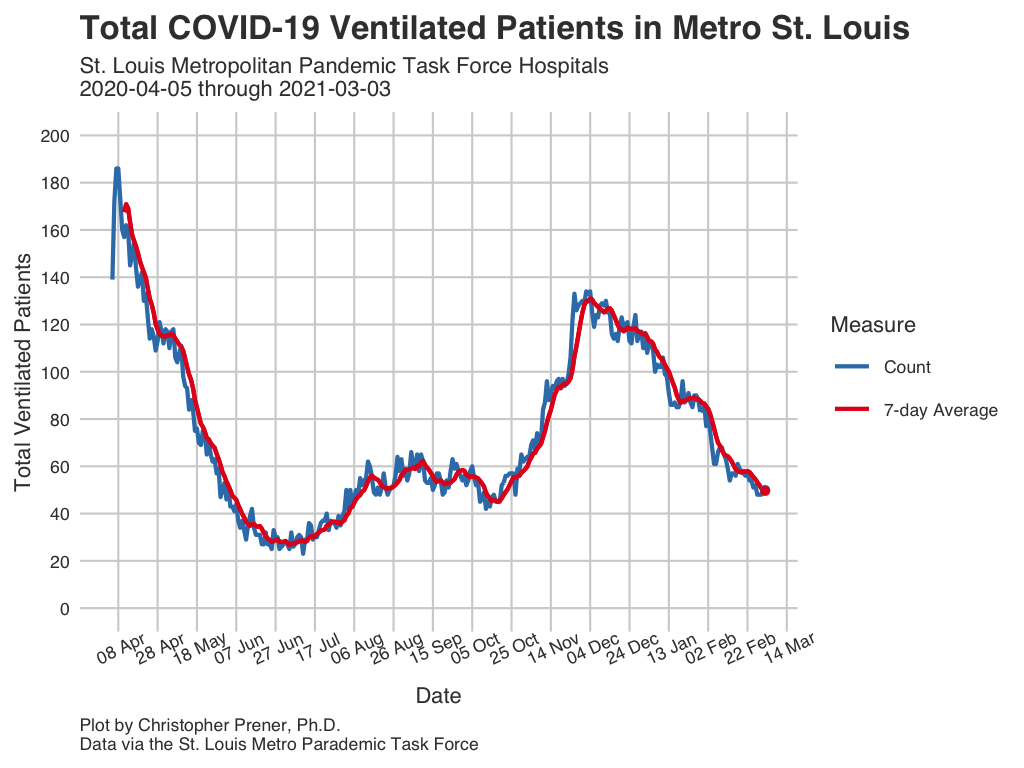 Total COVID-19 Ventilated Patients in Metro St. Louis
St. Louis Metropolitan Pandemic Task Force Hospitals
2020-04-05 through 2021-03-03
Total Ventilated Patients
200
180
160
140
120
100
80
60
40
20
0
08 Apr
28 Apr
18 May
07 Jun
27 Jun
17 Jul
06 Aug
26 Aug
15 Sep
05 Oct
25 Oct
14 Nov
04 Dec
24 Dec
13 Jan
02 Feb
22 Feb
14 Mar
Date
Measure
Count
7-day Average
Plot by Christopher Prener, Ph.D.
Data via the St. Louis Metro Parademic Task Force